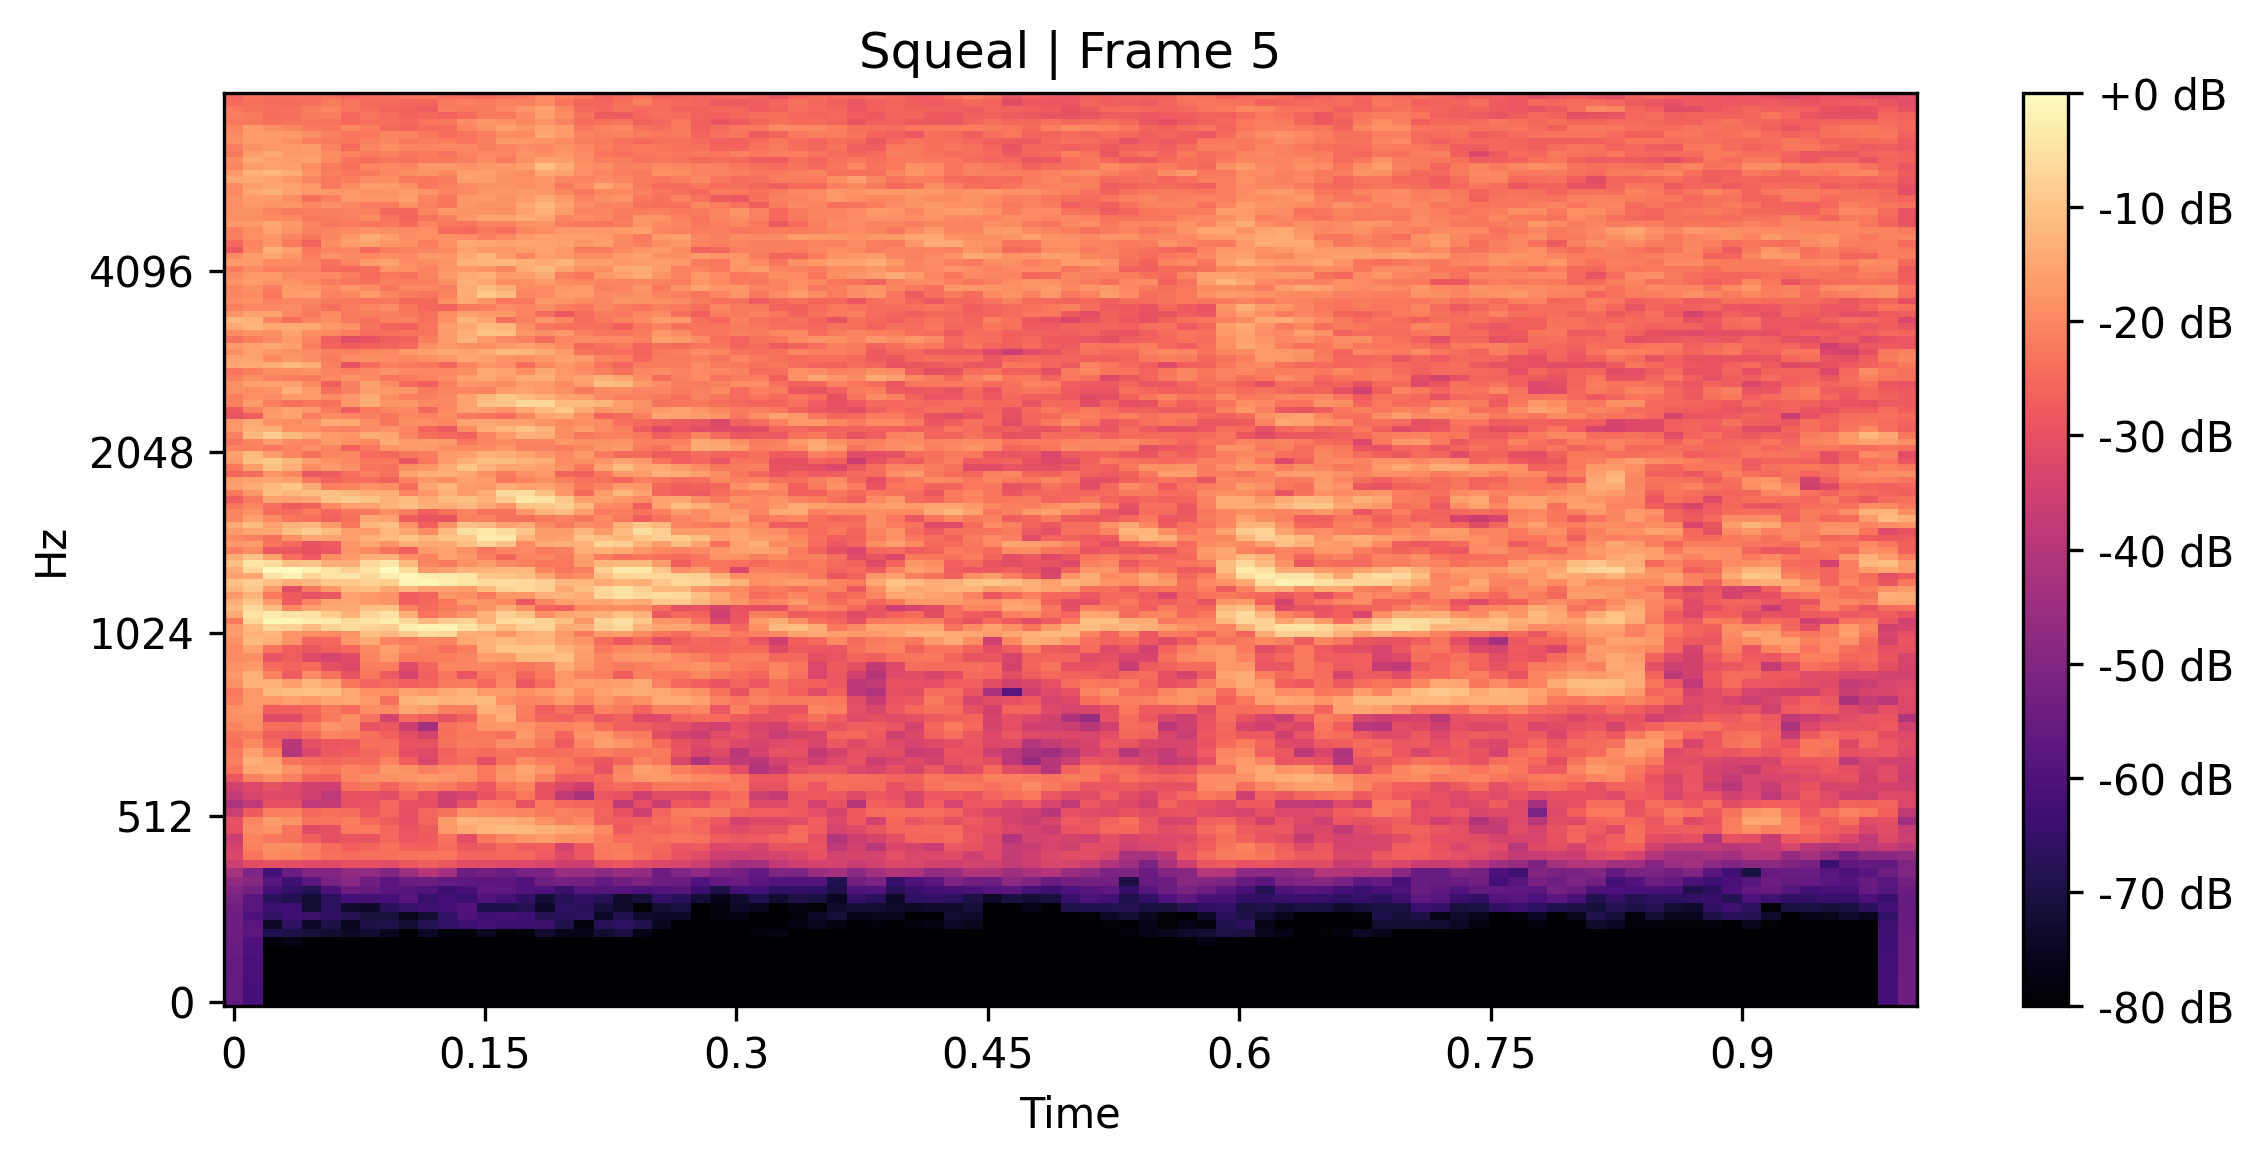 Squeal | Frame 5
Hz
4096
2048
1024
512
0
0 0.15 0.3 0.45 0.6 0.75 0.9
Time
+0 dB
-10 dB
-20 dB
-30 dB
-40 dB
-50 dB
-60 dB
-70 dB
-80 dB